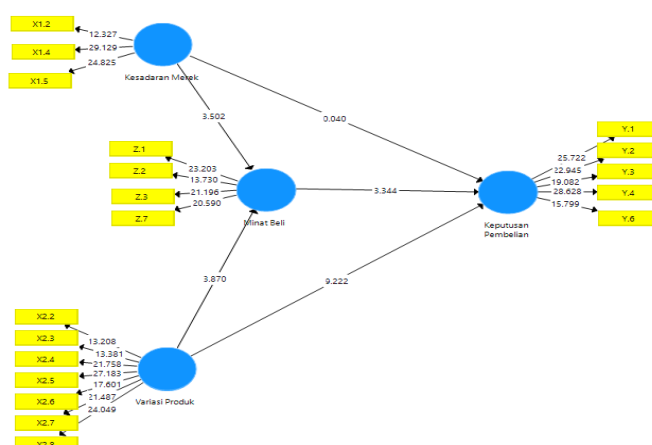 X1.2
12.327
X1.4
29.129
X1.5
24.825
Kesadaran Merek
3.502
0.040
Z.1
23.203
Z.2
13.730
Z.3
21.196
Z.7
20.590
Minat Beli
3.344
Y.1
25.722
Y.2
22.945
Y.3
19.082
Y.4
28.628
Y.6
15.799
Keputusan
Pembelian
3.870
9.222
X2.2
13.208
X2.3
13.381
X2.4
21.758
X2.5
27.183
X2.6
17.601
X2.7
21.487
X2.8
24.049
Variasi Produk